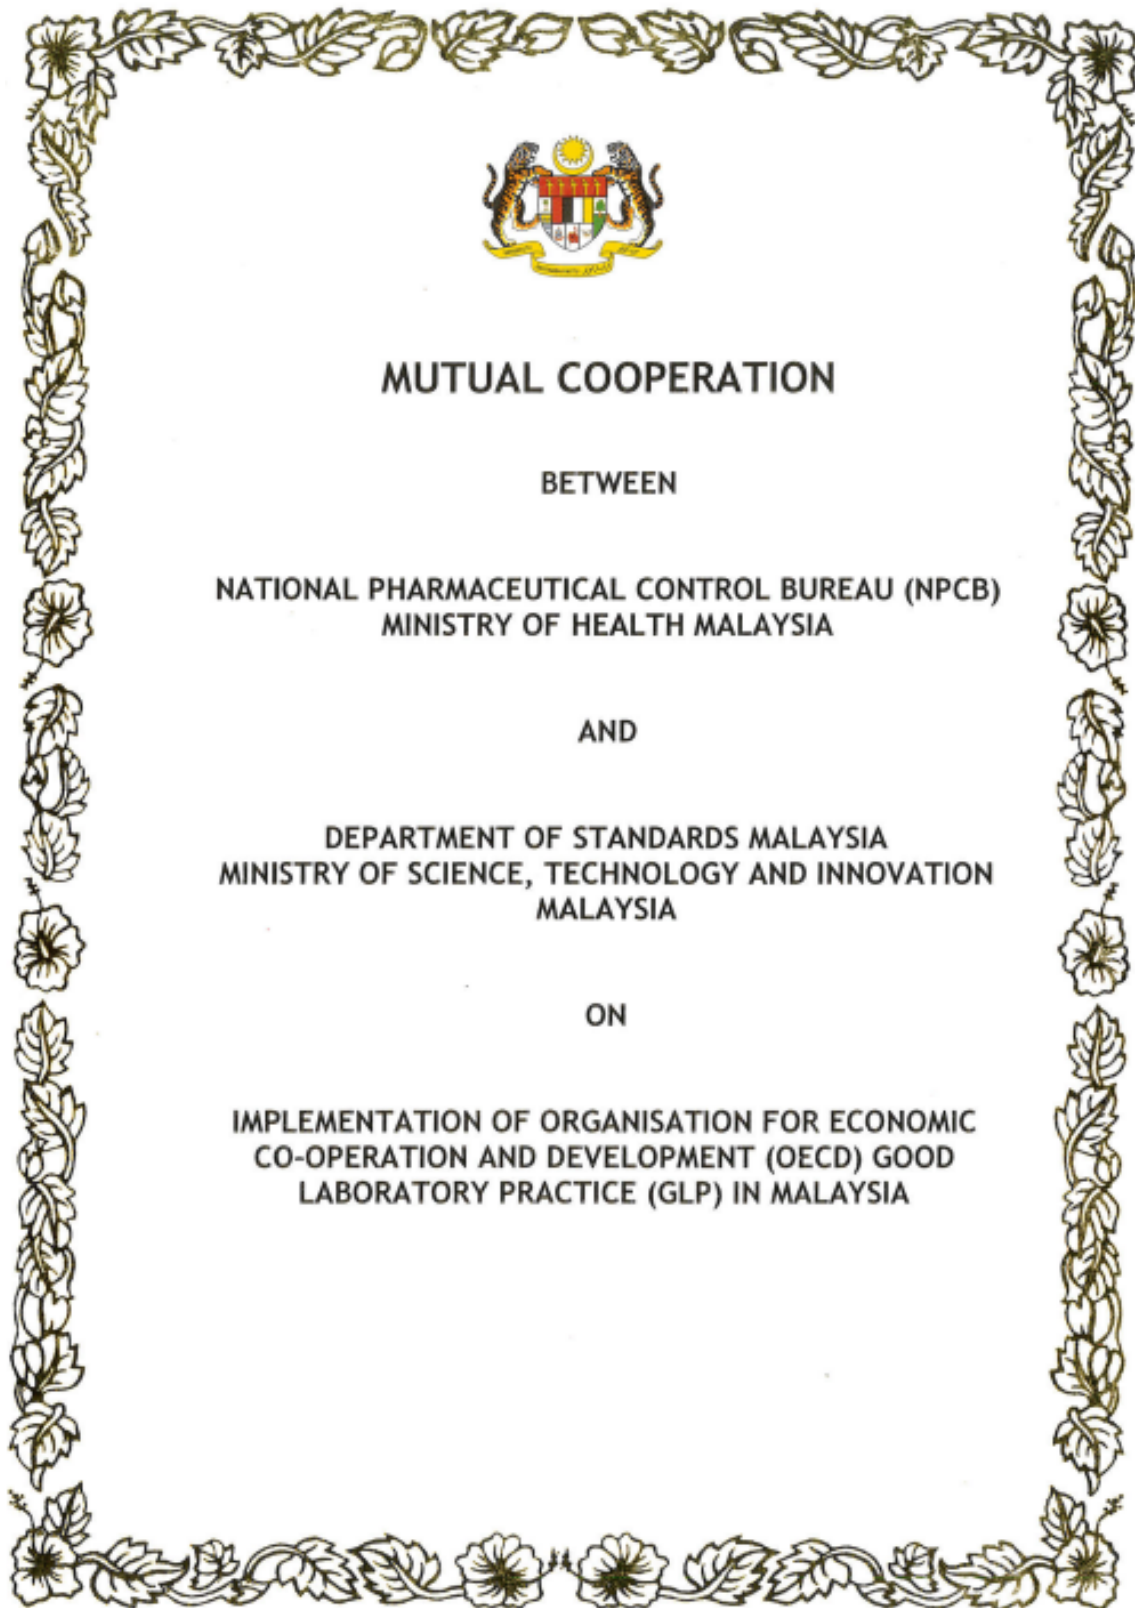 MUTUAL COOPERATION
BETWEEN
NATIONAL PHARMACEUTICAL CONTROL BUREAU (NPCB)
MINISTRY OF HEALTH MALAYSIA
AND
DEPARTMENT OF STANDARDS MALAYSIA
MINISTRY OF SCIENCE, TECHNOLOGY AND INNOVATION
MALAYSIA
ON
IMPLEMENTATION OF ORGANISATION FOR ECONOMIC
CO-OPERATION AND DEVELOPMENT (OECD) GOOD
LABORATORY PRACTICE (GLP) IN MALAYSIA